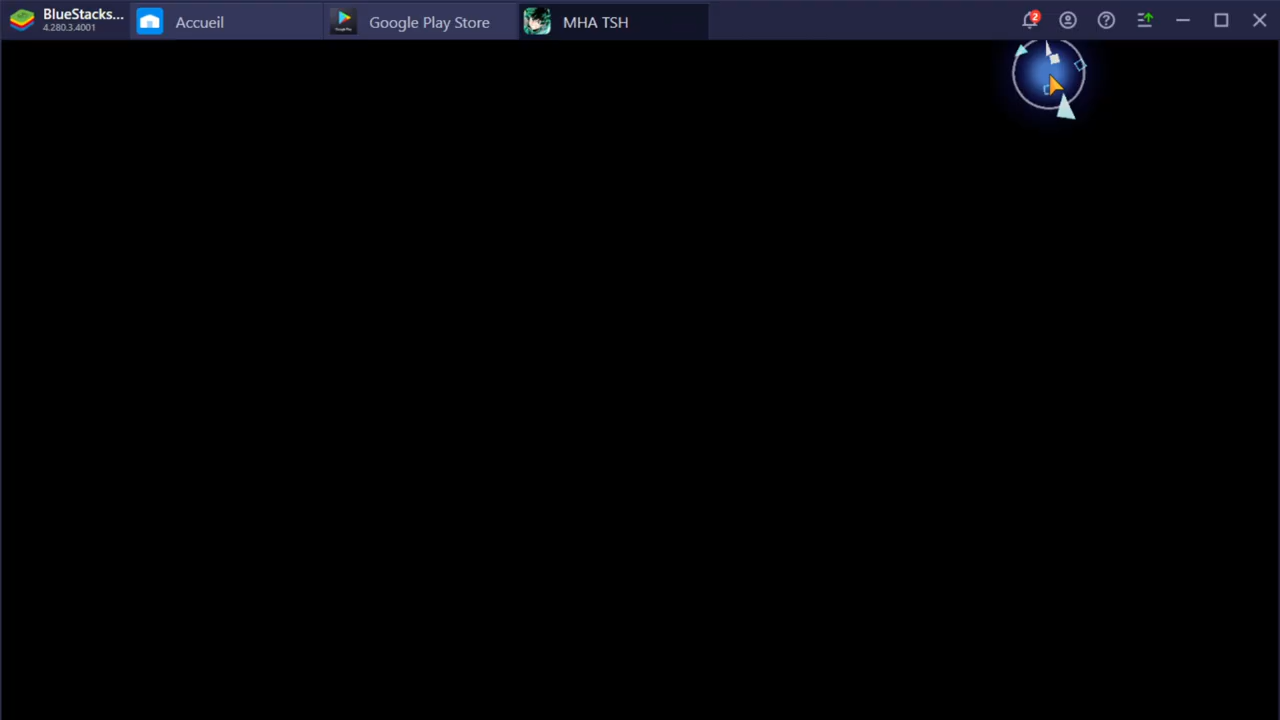 BlueStacks...
4.280.3.4001
Accueil
Google Play Store
MHA TSH
2